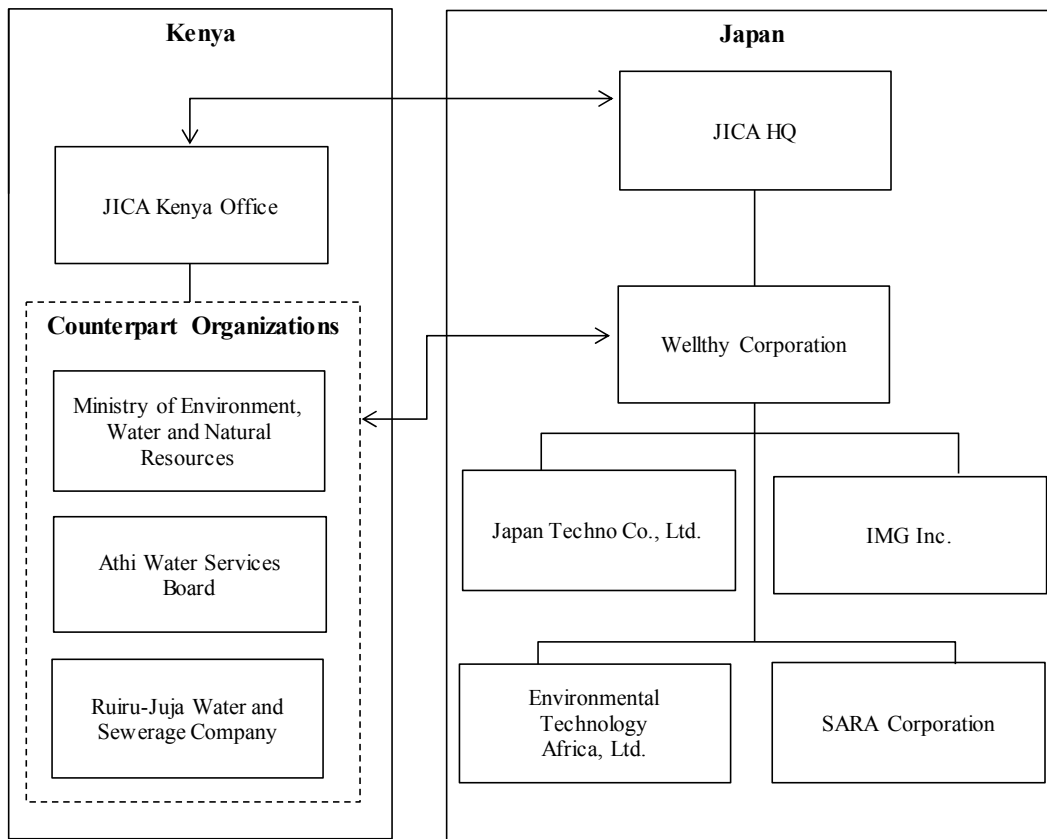 Kenya
JICA Kenya Office
Counterpart Organizations
Ministry of Environment,
Water and Natural
Resources
Athi Water Services
Board
Ruiru-Juja Water and
Sewerage Company
Japan
JICA HQ
Wellthy Corporation
Japan Techno Co., Ltd.
IMG Inc.
Environmental
Technology
Africa, Ltd.
SARA Corporation